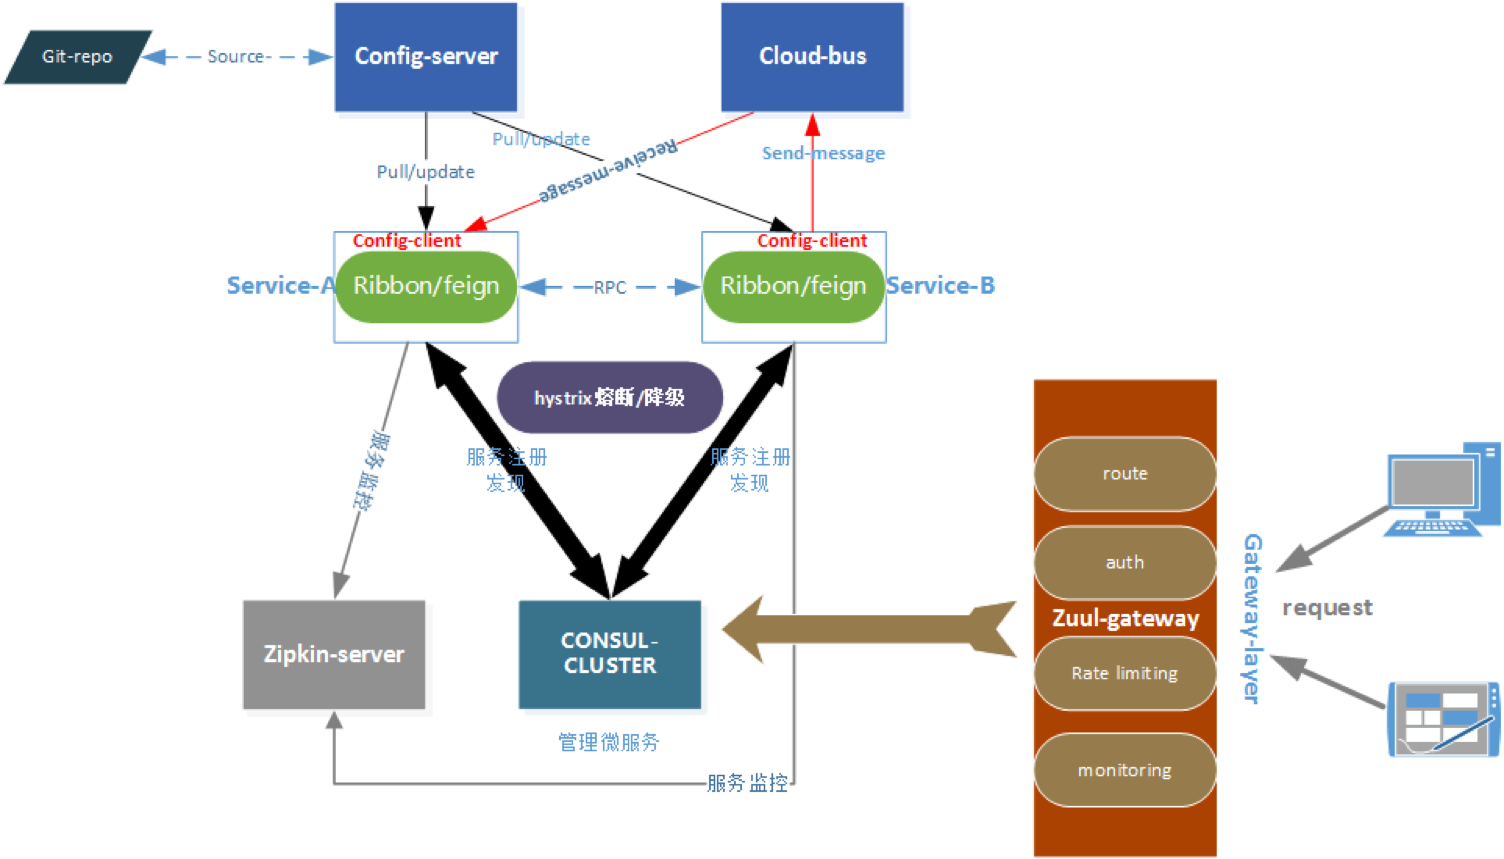 Git-repo
Source-
Config-server
Cloud-bus
Pull/update
Pull/update
Receive-message
Send-message
Config-client
Config-client
Service-A
Ribbon/feign
RPC
Ribbon/feign
Service-B
hystrix熔断/降级
服务监控
服务注册
发现
服务注册
发现
route
auth
Zuul-gateway
Rate limiting
monitoring
Gateway-layer
request
Zipkin-server
CONSUL-
CLUSTER
管理微服务
服务监控